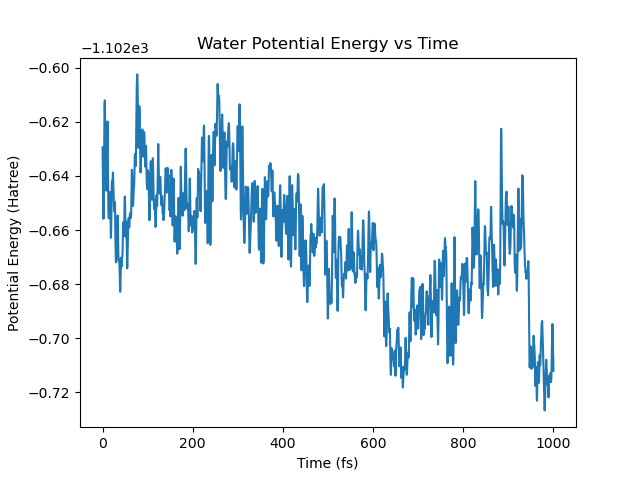 Water Potential Energy vs Time
−1.102e3
−0.60
−0.62
−0.64
−0.66
−0.68
−0.70
−0.72
Potential Energy (Hatree)
0 200 400 600 800 1000
Time (fs)